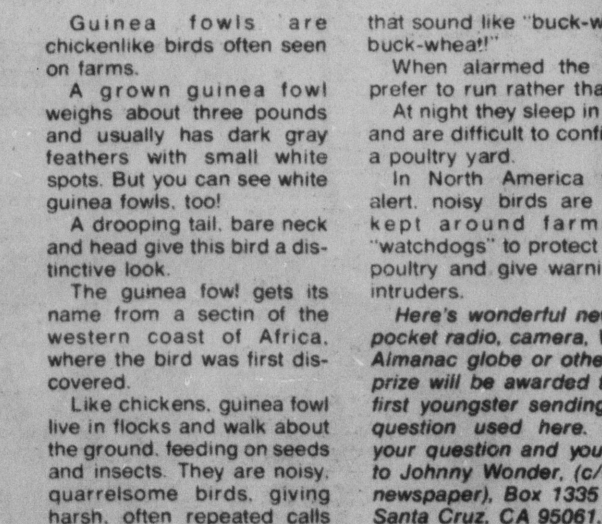 Guinea fowls are
chickenlike birds often seen
on farms.
A grown guinea fowl
weighs about three pounds
and usually has dark gray
feathers with small white
spots. But you can see white
guinea fowls, too!
A drooping tail, bare neck
and head give this bird a dis-
tinctive look.
The guinea fowl gets its
name from a sectin of the
western coast of Africa,
where the bird was first dis-
covered.
Like chickens, guinea fowl
live in flocks and walk about
the ground, feeding on seeds
and insects. They are noisy,
quarrelsome birds, giving
harsh, often repeated calls
that sound like "buck-w
buck-wheat!"
When alarmed the
prefer to run rather tha
At night they sleep in
and are difficult to confi
a poultry yard.
In North America
alert, noisy birds are
kept around farm
"watchdogs" to protect
poultry and give warni
intruders.
Here's wonderful ne
pocket radio, camera,
Almanac globe or othe
prize will be awarded
first youngster sending
question used here.
your question and you
to Johnny Wonder, (c/
newspaper), Box 1335
Santa Cruz, CA 95061.